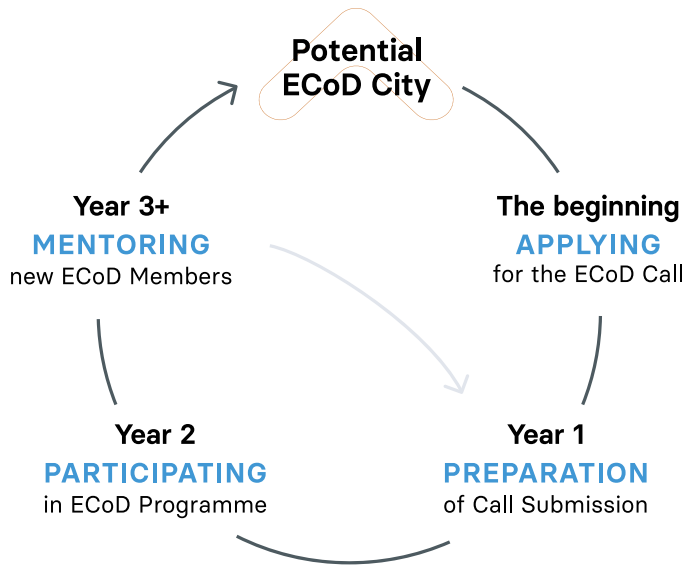 Potential
ECoD City
The beginning
APPLYING
for the ECoD Call
Year 1
PREPARATION
of Call Submission
Year 2
PARTICIPATING
in ECoD Programme
Year 3+
MENTORING
new ECoD Members